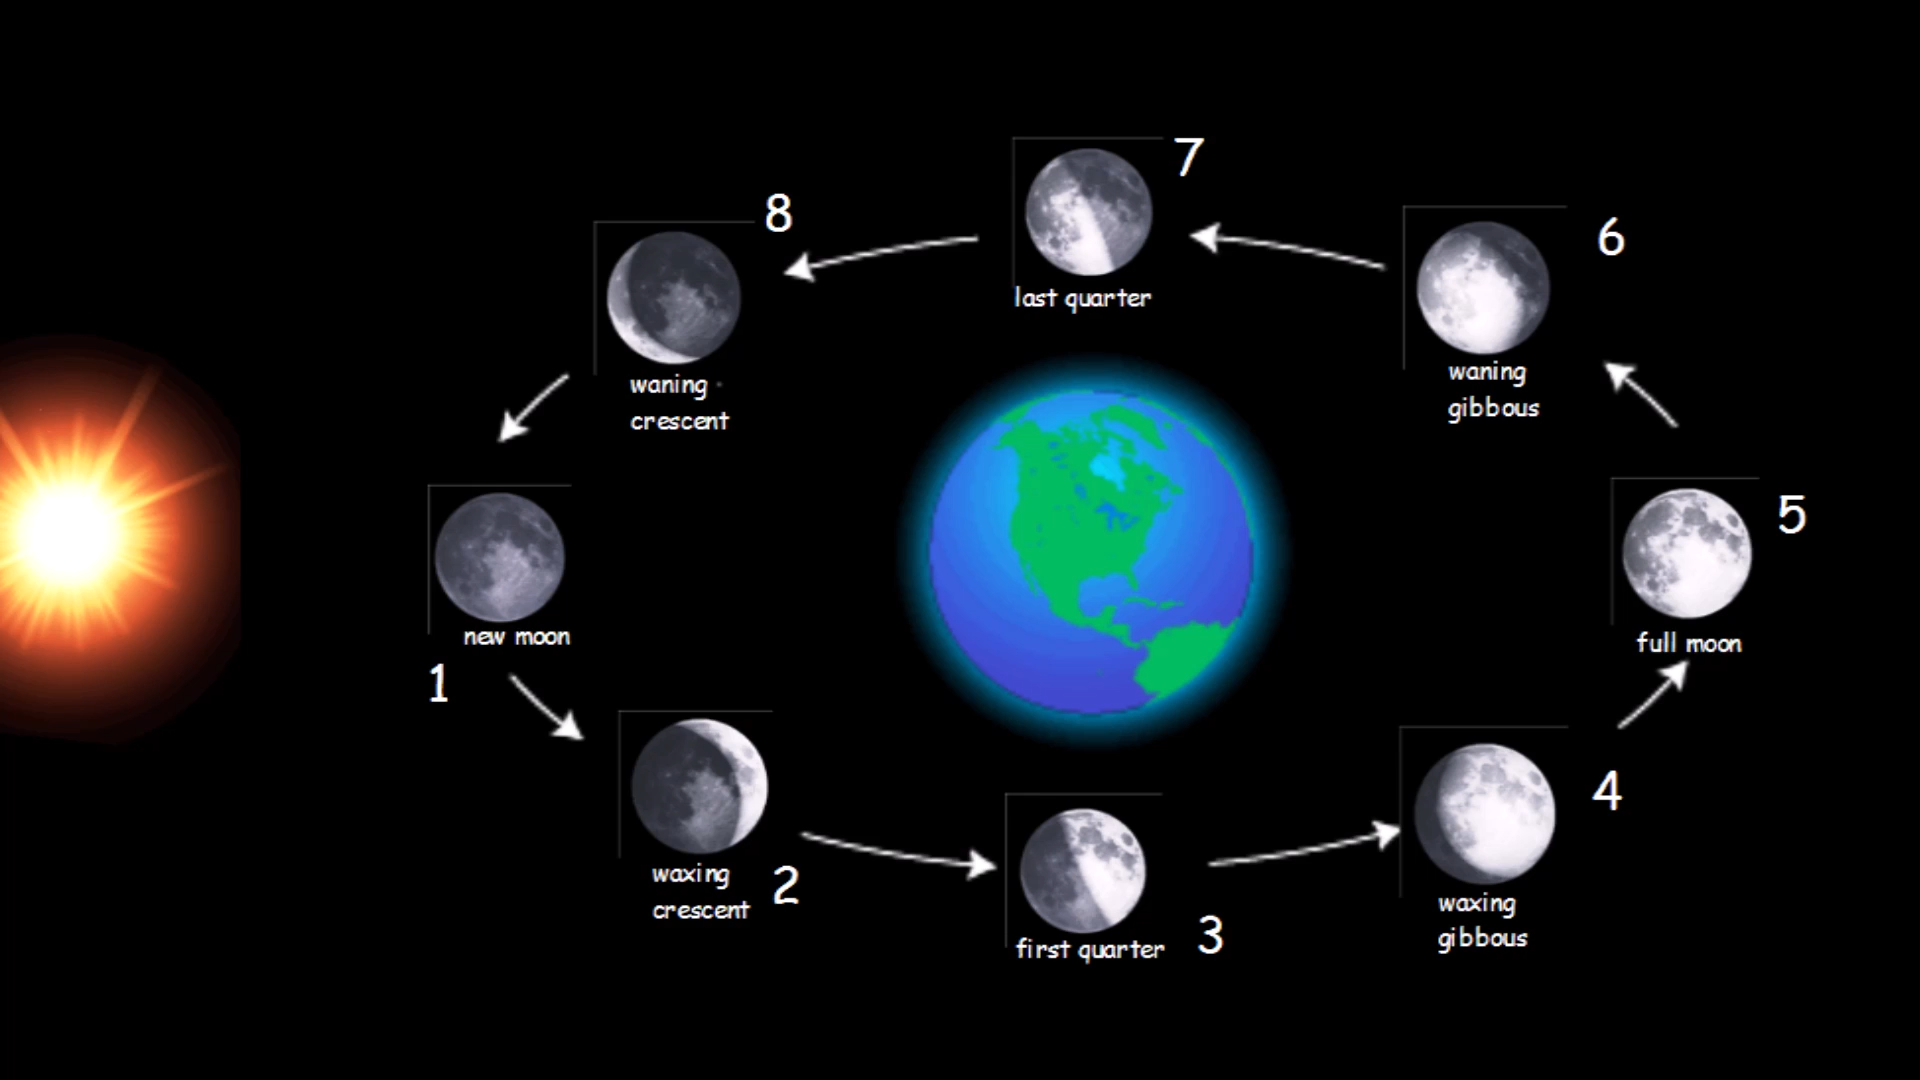 7
8
6
last quarter
waning
gibbous
waning
crescent
5
new moon
full moon
1
4
waxing
crescent
2
waxing
gibbous
3
first quarter